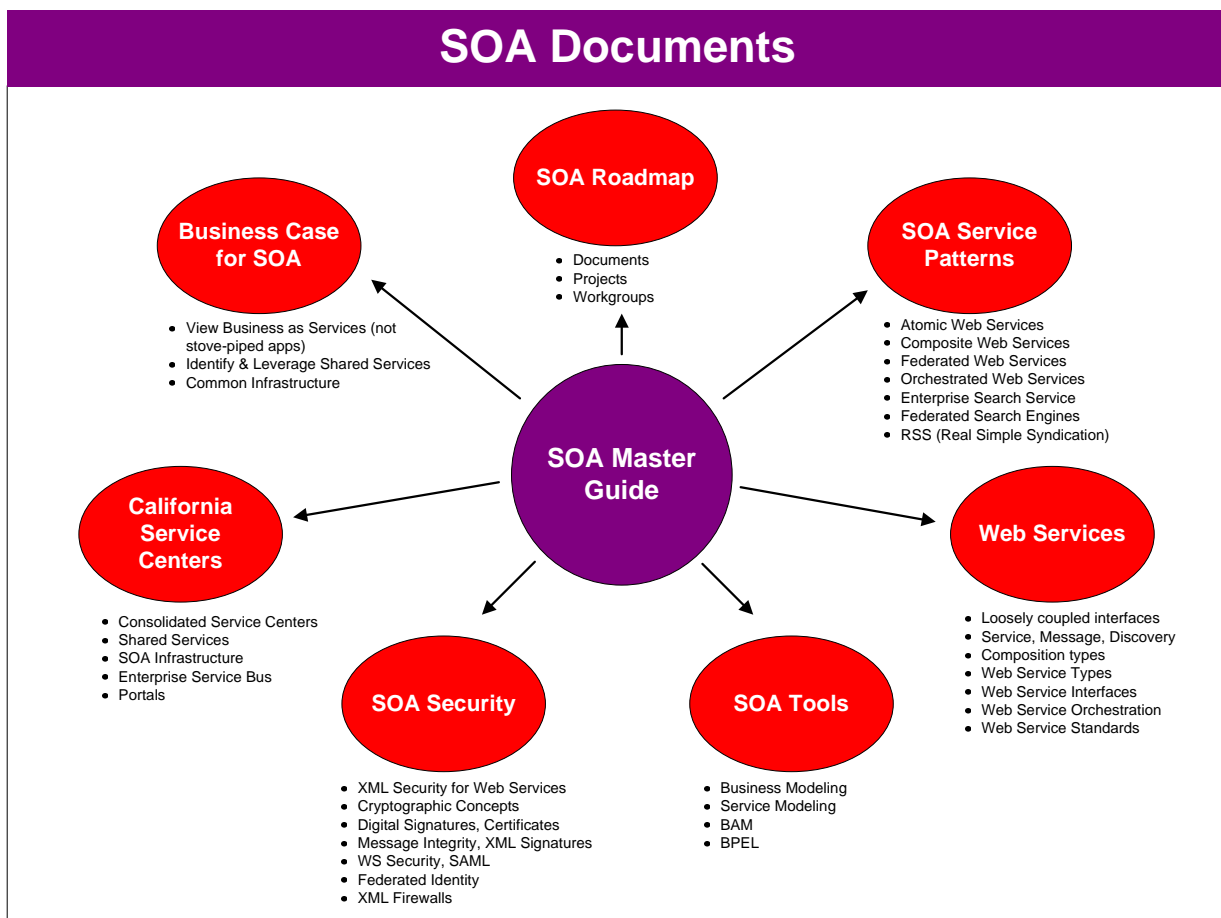 SOA Documents
SOA Roadmap
• Documents
• Projects
• Workgroups
Business Case
for SOA
• View Business as Services (not
stove-piped apps)
• Identify & Leverage Shared Services
• Common Infrastructure
SOA Service
Patterns
• Atomic Web Services
• Composite Web Services
• Federated Web Services
• Orchestrated Web Services
• Enterprise Search Service
• Federated Search Engines
• RSS (Real Simple Syndication)
SOA Master
Guide
California
Service
Centers
• Consolidated Service Centers
• Shared Services
• SOA Infrastructure
• Enterprise Service Bus
• Portals
Web Services
• Loosely coupled interfaces
• Service, Message, Discovery
• Composition types
• Web Service Types
• Web Service Interfaces
• Web Service Orchestration
• Web Service Standards
SOA Security
• XML Security for Web Services
• Cryptographic Concepts
• Digital Signatures, Certificates
• Message Integrity, XML Signatures
• WS Security, SAML
• Federated Identity
• XML Firewalls
SOA Tools
• Business Modeling
• Service Modeling
• BAM
• BPEL